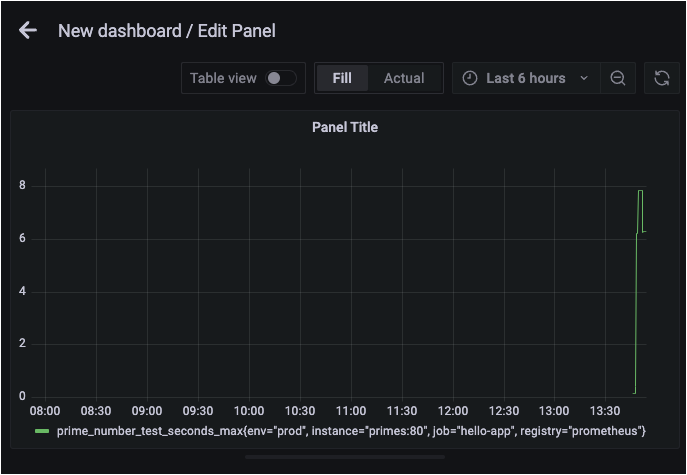 New dashboard / Edit Panel
Table view Fill Actual Last 6 hours
Panel Title
8
6
4
2
0
08:00 08:30 09:00 09:30 10:00 10:30 11:00 11:30 12:00 12:30 13:00 13:30
prime_number_test_seconds_max{env="prod", instance="primes:80", job="hello-app", registry="prometheus"}